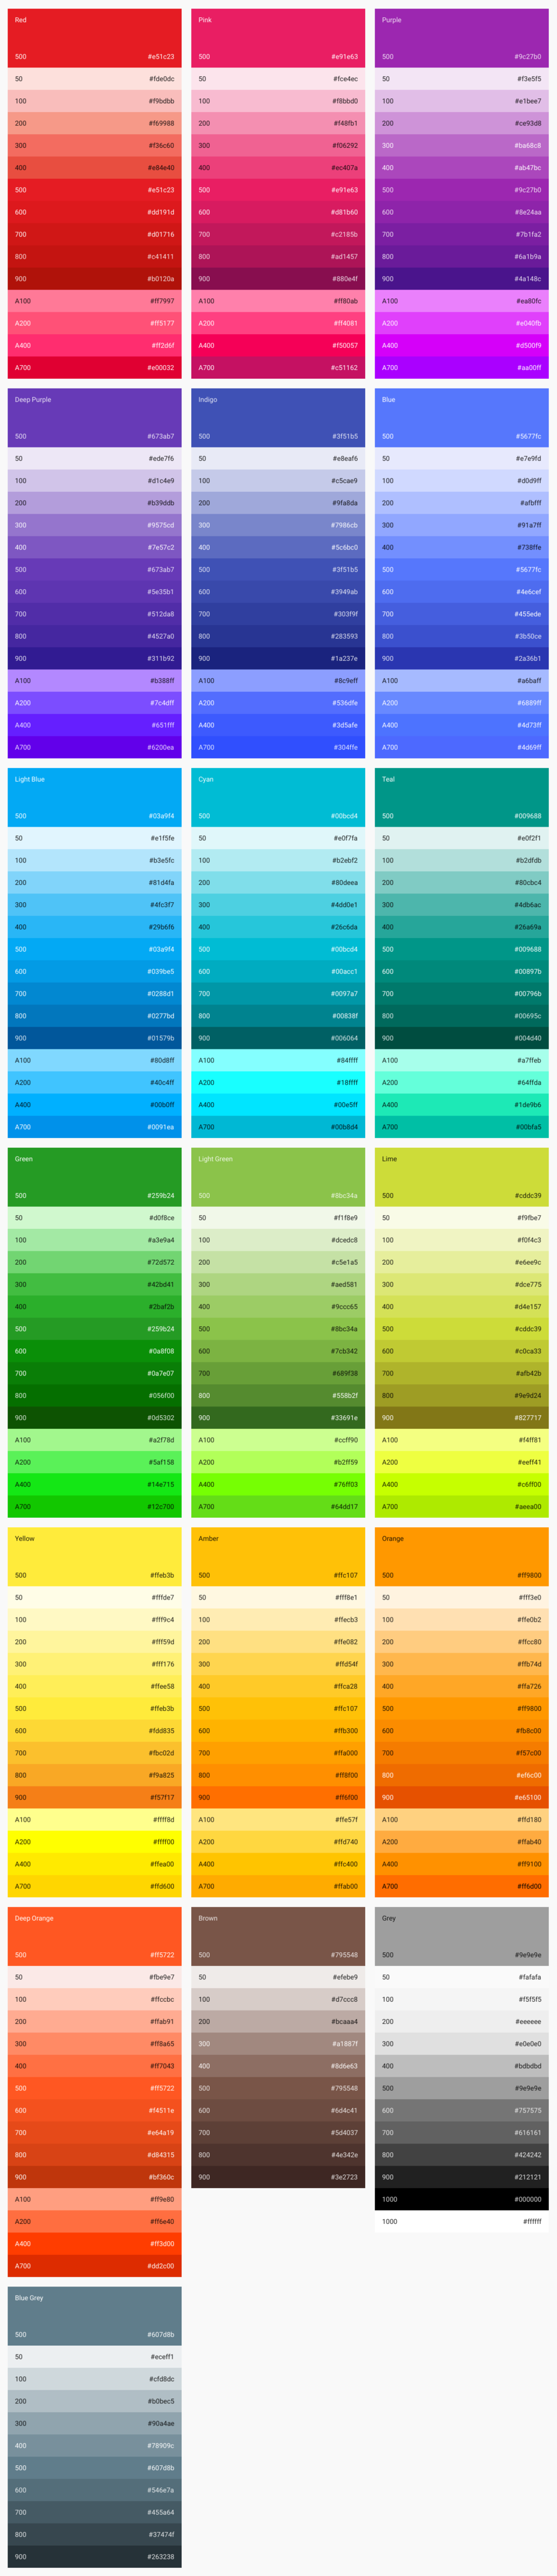 Red
500 #e51c23
50 #fde0dc
100 #f9bdbb
200 #f69988
300 #f36c60
400 #e84e40
500 #e51c23
600 #dd191d
700 #d01716
800 #c41411
900 #b0120a
A100 #ff7997
A200 #ff5177
A400 #ff2d6f
A700 #e00032
Pink
500 #e91e63
50 #fce4ec
100 #f8bbd0
200 #f48fb1
300 #f06292
400 #ec407a
500 #e91e63
600 #d81b60
700 #c2185b
800 #ad1457
900 #880e4f
A100 #ff80ab
A200 #ff4081
A400 #f50057
A700 #c51162
Purple
500 #9c27b0
50 #f3e5f5
100 #e1bee7
200 #ce93d8
300 #ba68c8
400 #ab47bc
500 #9c27b0
600 #8e24aa
700 #7b1fa2
800 #6a1b9a
900 #4a148c
A100 #ea80fc
A200 #e040fb
A400 #d500f9
A700 #aa00ff
Deep Purple
500 #673ab7
50 #ede7f6
100 #d1c4e9
200 #b39ddb
300 #9575cd
400 #7e57c2
500 #673ab7
600 #5e35b1
700 #512da8
800 #4527a0
900 #311b92
A100 #b388ff
A200 #7c4dff
A400 #651fff
A700 #6200ea
Indigo
500 #3f51b5
50 #e8eaf6
100 #c5cae9
200 #9fa8da
300 #7986cb
400 #5c6bc0
500 #3f51b5
600 #3949ab
700 #303f9f
800 #283593
900 #1a237e
A100 #8c9eff
A200 #536dfe
A400 #3d5afe
A700 #304ffe
Blue
500 #5677fc
50 #e7e9fd
100 #d0d9ff
200 #afbfff
300 #91a7ff
400 #738ffe
500 #5677fc
600 #4e6cef
700 #455ede
800 #3b50ce
900 #2a36b1
A100 #a6baff
A200 #6889ff
A400 #4d73ff
A700 #4d69ff
Light Blue
500 #03a9f4
50 #e1f5fe
100 #b3e5fc
200 #81d4fa
300 #4fc3f7
400 #29b6f6
500 #03a9f4
600 #039be5
700 #0288d1
800 #0277bd
900 #01579b
A100 #80d8ff
A200 #40c4ff
A400 #00b0ff
A700 #0091ea
Cyan
500 #00bcd4
50 #e0f7fa
100 #b2ebf2
200 #80deea
300 #4dd0e1
400 #26c6da
500 #00bcd4
600 #00acc1
700 #0097a7
800 #00838f
900 #006064
A100 #84ffff
A200 #18ffff
A400 #00e5ff
A700 #00b8d4
Teal
500 #009688
50 #e0f2f1
100 #b2dfdb
200 #80cbc4
300 #4db6ac
400 #26a69a
500 #009688
600 #00897b
700 #00796b
800 #00695c
900 #004d40
A100 #a7ffeb
A200 #64ffda
A400 #1de9b6
A700 #00bfa5
Green
500 #259b24
50 #d0f8ce
100 #a3e9a4
200 #72d572
300 #42bd41
400 #2baf2b
500 #259b24
600 #0a8f08
700 #0a7e07
800 #056f00
900 #0d5302
A100 #a2f78d
A200 #5af158
A400 #14e715
A700 #12c700
Light Green
500 #8bc34a
50 #f1f8e9
100 #dcedc8
200 #c5e1a5
300 #aed581
400 #9ccc65
500 #8bc34a
600 #7cb342
700 #689f38
800 #558b2f
900 #33691e
A100 #ccff90
A200 #b2ff59
A400 #76ff03
A700 #64dd17
Lime
500 #cddc39
50 #f9fbe7
100 #f0f4c3
200 #e6ee9c
300 #dce775
400 #d4e157
500 #cddc39
600 #c0ca33
700 #afb42b
800 #9e9d24
900 #827717
A100 #f4ff81
A200 #eeff41
A400 #c6ff00
A700 #aeea00
Yellow
500 #ffeb3b
50 #fffde7
100 #fff9c4
200 #fff59d
300 #fff176
400 #ffee58
500 #ffeb3b
600 #fdd835
700 #fbc02d
800 #f9a825
900 #f57f17
A100 #ffff8d
A200 #ffff00
A400 #ffea00
A700 #ffd600
Amber
500 #ffc107
50 #fff8e1
100 #ffecb3
200 #ffe082
300 #ffd54f
400 #ffca28
500 #ffc107
600 #ffb300
700 #ffa000
800 #ff8f00
900 #ff6f00
A100 #ffe57f
A200 #ffd740
A400 #ffc400
A700 #ffab00
Orange
500 #ff9800
50 #fff3e0
100 #ffe0b2
200 #ffcc80
300 #ffb74d
400 #ffa726
500 #ff9800
600 #fb8c00
700 #f57c00
800 #ef6c00
900 #e65100
A100 #ffd180
A200 #ffab40
A400 #ff9100
A700 #ff6d00
Deep Orange
500 #ff5722
50 #fbe9e7
100 #ffccbc
200 #ffab91
300 #ff8a65
400 #ff7043
500 #ff5722
600 #f4511e
700 #e64a19
800 #d84315
900 #bf360c
A100 #ff9e80
A200 #ff6e40
A400 #ff3d00
A700 #dd2c00
Brown
500 #795548
50 #efebe9
100 #d7ccc8
200 #bcaaa4
300 #a1887f
400 #8d6e63
500 #795548
600 #6d4c41
700 #5d4037
800 #4e342e
900 #3e2723
Grey
500 #9e9e9e
50 #fafafa
100 #f5f5f5
200 #eeeeee
300 #e0e0e0
400 #bdbdbd
500 #9e9e9e
600 #757575
700 #616161
800 #424242
900 #212121
1000 #000000
1000 #ffffff
Blue Grey
500 #607d8b
50 #eceff1
100 #cfd8dc
200 #b0bec5
300 #90a4ae
400 #78909c
500 #607d8b
600 #546e7a
700 #455a64
800 #37474f
900 #263238